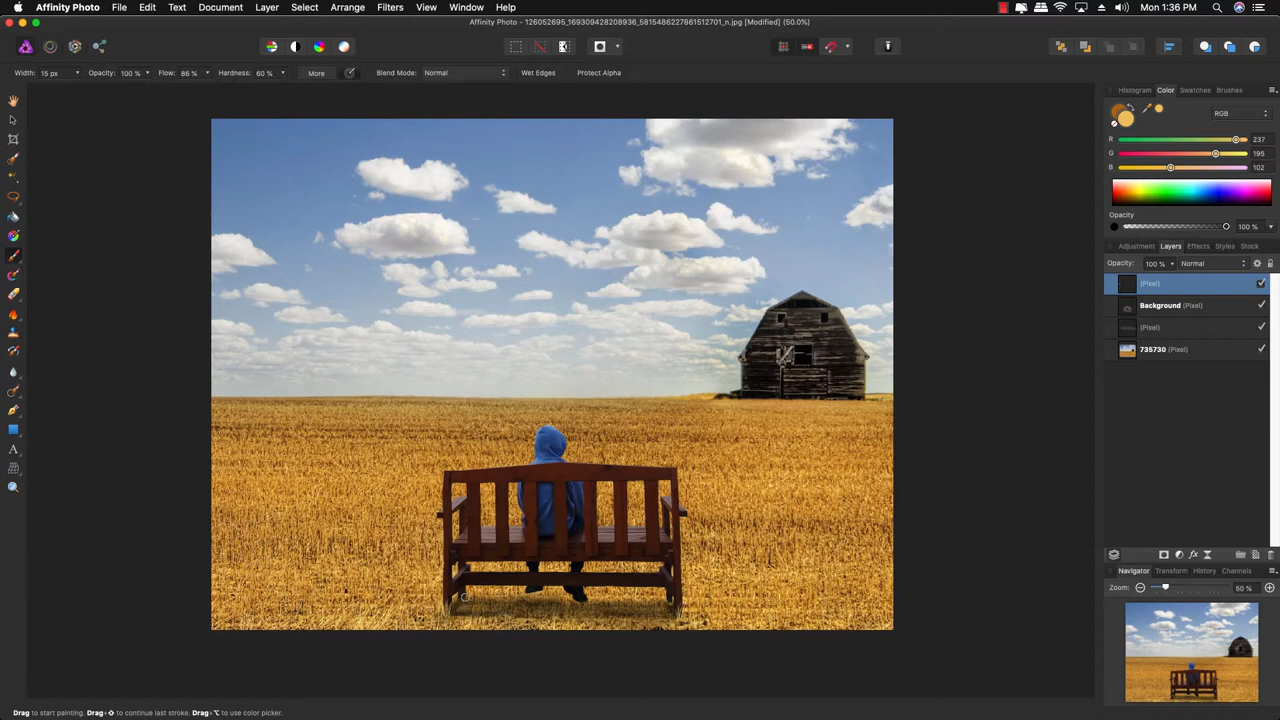 Affinity Photo File Edit Text Document Layer Select Arrange Filters View Window Help Mon 1:36 PM
Affinity Photo - 126052695_169309428208936_5815486227861512701_n.jpg [Modified] (50.0%)
Width: 15 px Opacity: 100 % Flow: 86 % Hardness: 60 % More Blend Mode: Normal Wet Edges Protect Alpha
Histogram Color Swatches Brushes
RGB
R 237
G 195
B 102
Opacity
100 %
Adjustment Layers Effects Styles Stock
Opacity: 100 % Normal
(Pixel)
Background (Pixel)
(Pixel)
735730 (Pixel)
A
Navigator Transform History Channels
Zoom: 50 %
Drag to start painting. Drag+⇧ to continue last stroke. Drag+⌥ to use color picker.